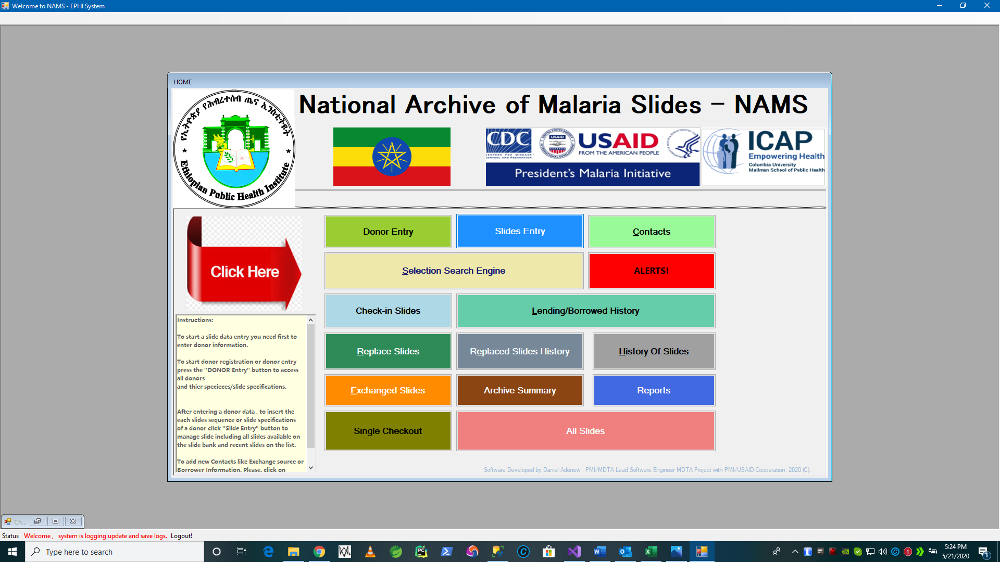 Welcome to NAMS - EPHI System
HOME
National Archive of Malaria Slides - NAMS
የኢትዮጵያ የሕብረተሰብ ጤና ኢንስቲትዩት
Ethiopian Public Health Institute
CDC
CENTERS FOR DISEASE
CONTROL AND PREVENTION
USAID
USAID
FROM THE AMERICAN PEOPLE
President's Malaria Initiative
ICAP
Empowering Health
Columbia University
Mailman School of Public Health
Click Here
Donor Entry
Slides Entry
Contacts
Selection Search Engine
ALERTS!
Check-in Slides
Lending/Borrowed History
Replace Slides
Replaced Slides History
History Of Slides
Exchanged Slides
Archive Summary
Reports
Single Checkout
All Slides
Instructions:
To start a slide data entry you need first to
enter donor information.
To start donor registration or donor entry
press the "DONOR Entry" button to access
all donors
and thier specieces/slide specifications.
After entering a donor data , to insert the
each slides sequence or slide specifications
of a donor click "Slide Entry" button to
manage slide including all slides available on
the slide bank and recent slides on the list.
To add new Contacts like Exchange source or
Borrower Information. Please. click on
Software Developed by Daniel Adenew , PMI/MDTA Lead Software Engineer MDTA Project with PMI/USAID Cooperation, 2020 (C).
Ch...
Status Welcome , system is logging update and save logs. Logout!
Type here to search
5:24 PM
5/21/2020